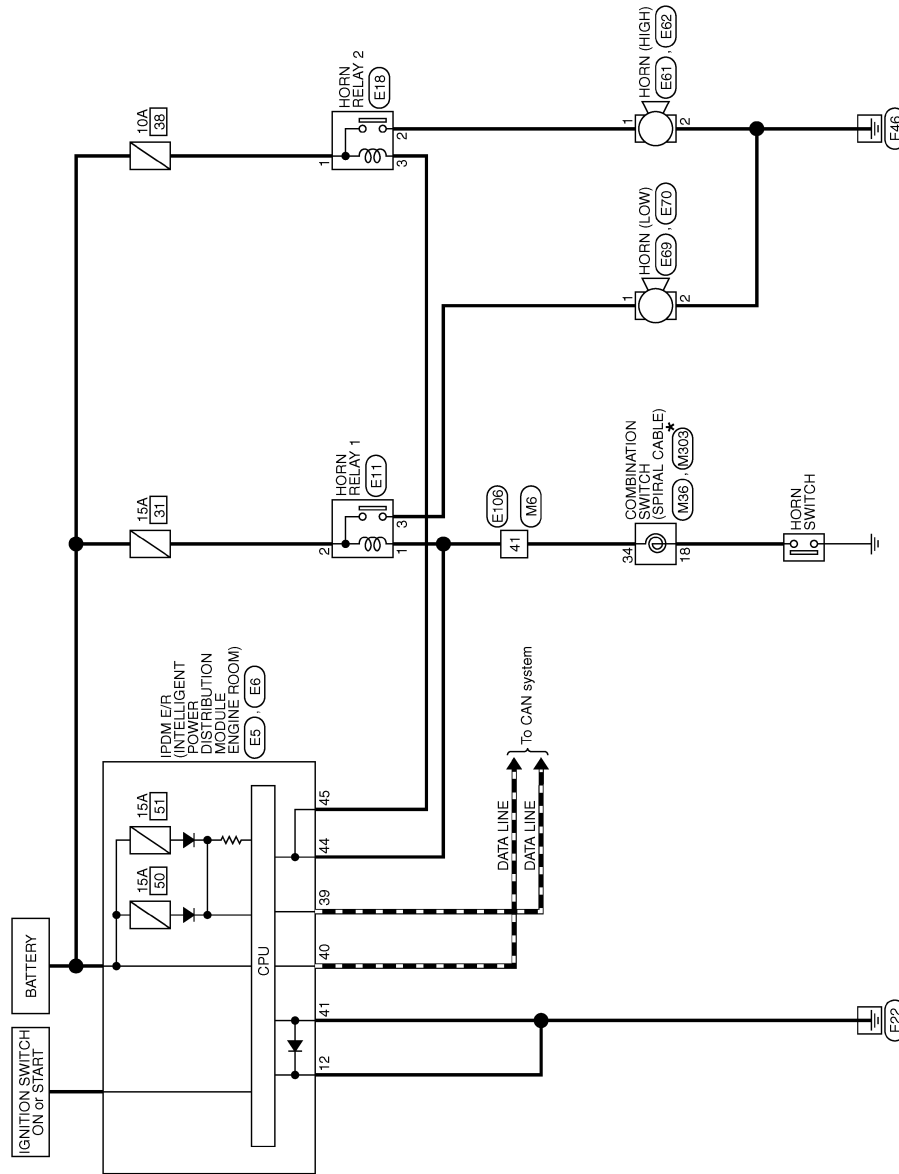 IGNITION SWITCH
ON or START
BATTERY
15A
50
15A
51
IPDM E/R
(INTELLIGENT
POWER
DISTRIBUTION
MODULE
ENGINE ROOM)
E5 , E6
CPU
12
41
40
39
44
45
DATA LINE
DATA LINE
To CAN system
E22
15A
31
HORN
RELAY 1
E11
2
1
3
E106
M6
41
COMBINATION
SWITCH
(SPIRAL CABLE)
*
M36 , M303
34
18
HORN
SWITCH
10A
38
HORN
RELAY 2
E18
1
3
2
HORN (LOW)
E69 , E70
1
2
HORN (HIGH)
E61 , E62
1
2
E46